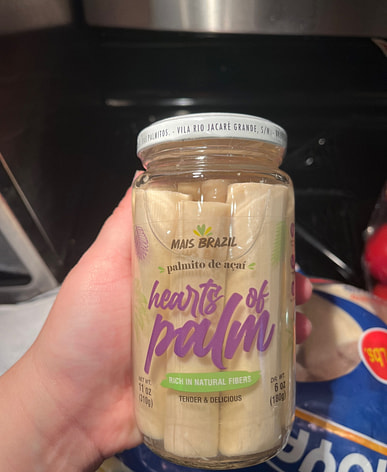 PALMITOS. - VILA RIO JACARÉ GRANDE, S/N. -
MAIS BRAZIL
palmito de açaí
hearts of
palm
RICH IN NATURAL FIBERS
TENDER & DELICIOUS
NET WT.
11 oz
(310g)
DR. WT.
6 oz
(180g)
Lbs.